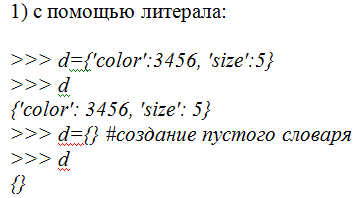 1) с помощью литерала:
>>> d={'color':3456, 'size':5}
>>> d
{'color': 3456, 'size': 5}
>>> d={} #создание пустого словаря
>>> d
{}